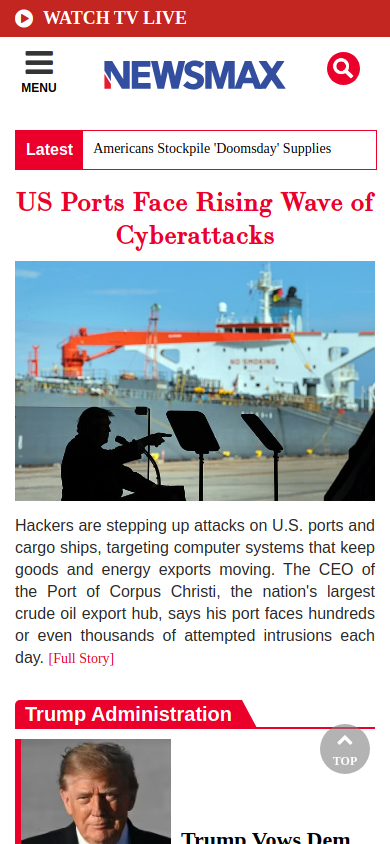 WATCH TV LIVE
MENU
NEWSMAX
Latest
Americans Stockpile 'Doomsday' Supplies
US Ports Face Rising Wave of
Cyberattacks
NO SMOKING
Hackers are stepping up attacks on U.S. ports and
cargo ships, targeting computer systems that keep
goods and energy exports moving. The CEO of
the Port of Corpus Christi, the nation's largest
crude oil export hub, says his port faces hundreds
or even thousands of attempted intrusions each
day. [Full Story]
Trump Administration
TOP
Trump Vows Dem